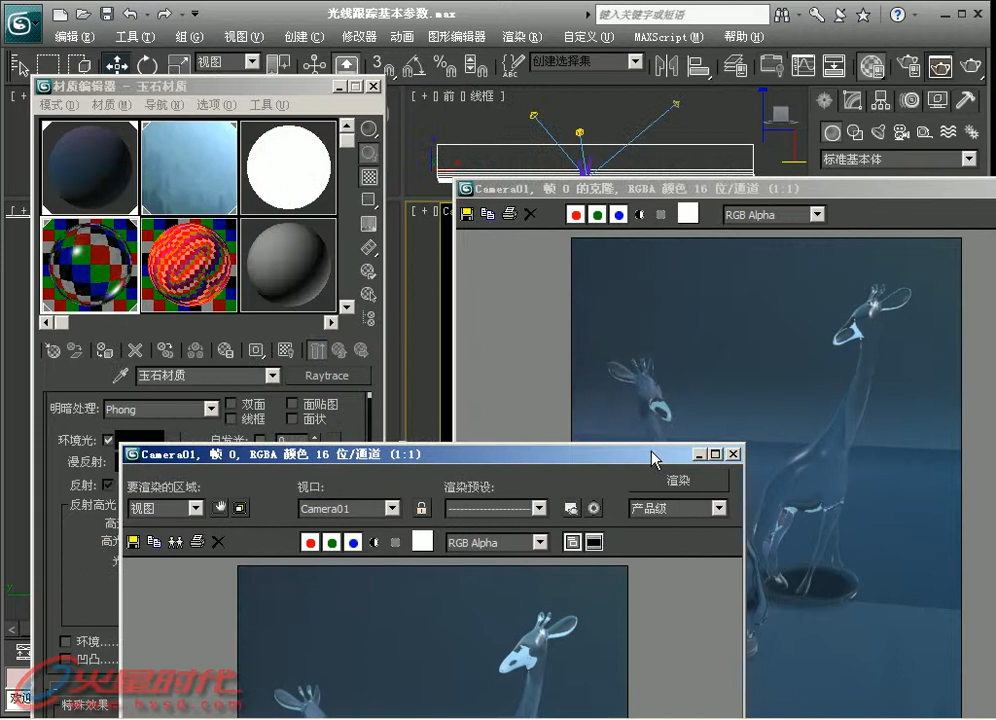 光线跟踪基本参数.max
键入关键字或短语
编辑(E) 工具(T) 组(G) 视图(V) 创建(C) 修改器 动画 图形编辑器 渲染(R) 自定义(U) MAXScript(M) 帮助(H)
视图
3
创建选择集
材质编辑器 - 玉石材质
模式(D) 材质(M) 导航(N) 选项(O) 工具(U)
[ + ] 前 | 线框 ]
标准基本体
Camera01, 帧 0 的克隆, RGBA 颜色 16 位/通道 (1:1)
RGB Alpha
玉石材质
Raytrace
明暗处理: Phong
双面
面贴图
线框
面状
环境光:
自发光:
0
漫反射:
反射:
反射高光
Camera01, 帧 0, RGBA 颜色 16 位/通道 (1:1)
要渲染的区域:
视口:
渲染预设:
渲染
视图
Camera01
产品级
RGB Alpha
环境......
凹凸......
特殊效果
火星时代
www.hxsd.com
y